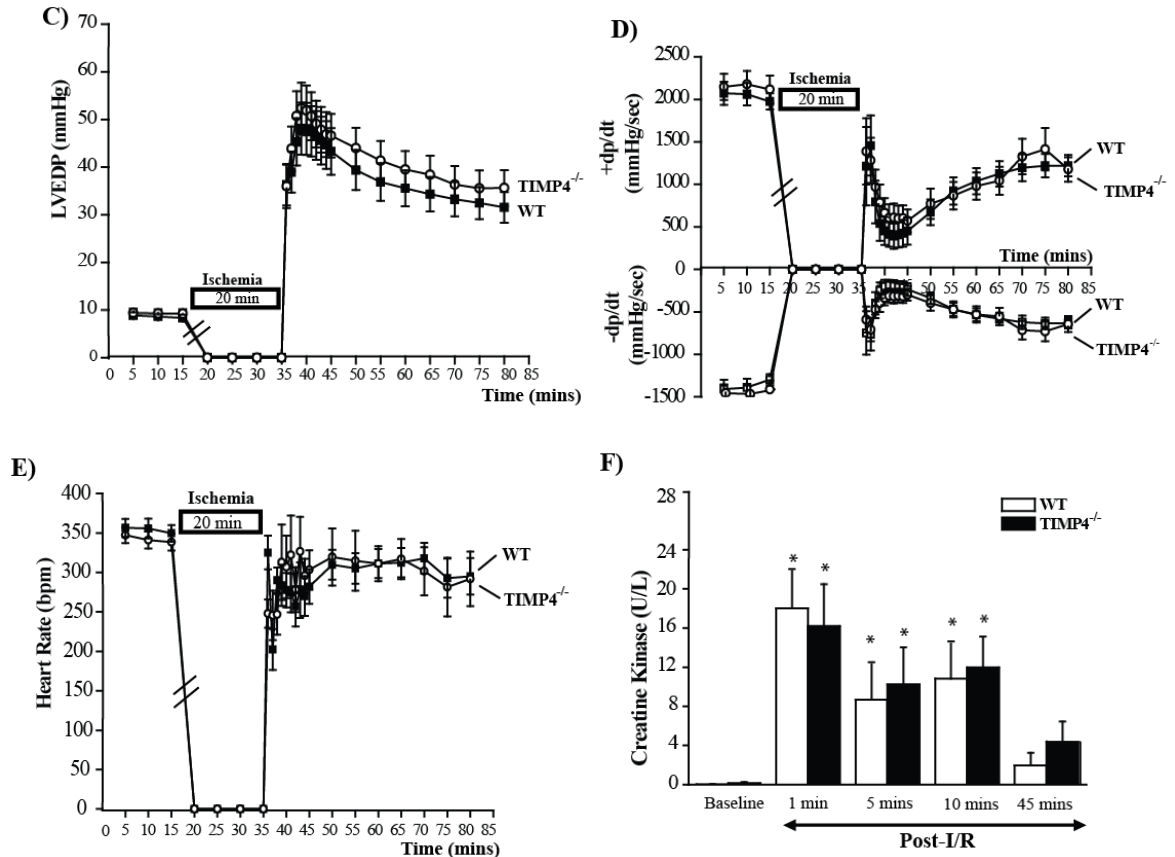 C)
70
60
50
40
30
20
10
0
LVEDP (mmHg)
Ischemia
20 min
TIMP4-/-
WT
5 10 15 20 25 30 35 40 45 50 55 60 65 70 75 80 85
Time (mins)
D)
2500
2000
1500
1000
500
0
-500
-1000
-1500
+dp/dt
(mmHg/sec)
-dp/dt
(mmHg/sec)
Ischemia
20 min
WT
TIMP4-/-
Time (mins)
5 10 15 20 25 30 35 40 45 50 55 60 65 70 75 80 85
WT
TIMP4-/-
E)
400
350
300
250
200
150
100
50
0
Heart Rate (bpm)
Ischemia
20 min
WT
TIMP4-/-
0 5 10 15 20 25 30 35 40 45 50 55 60 65 70 75 80 85
Time (mins)
F)
28
24
20
16
12
8
4
0
Creatine Kinase (U/L)
WT
TIMP4-/-
* * * * * *
Baseline 1 min 5 mins 10 mins 45 mins
Post-I/R